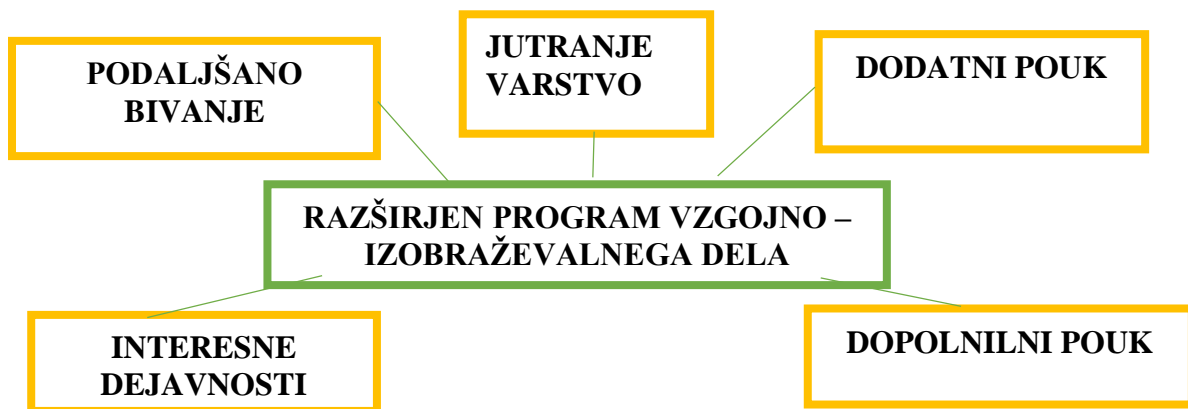 PODALJŠANO
BIVANJE
JUTRANJE
VARSTVO
DODATNI POUK
RAZŠIRJEN PROGRAM VZGOJNO –
IZOBRAŽEVALNEGA DELA
INTERESNE
DEJAVNOSTI
DOPOLNILNI POUK